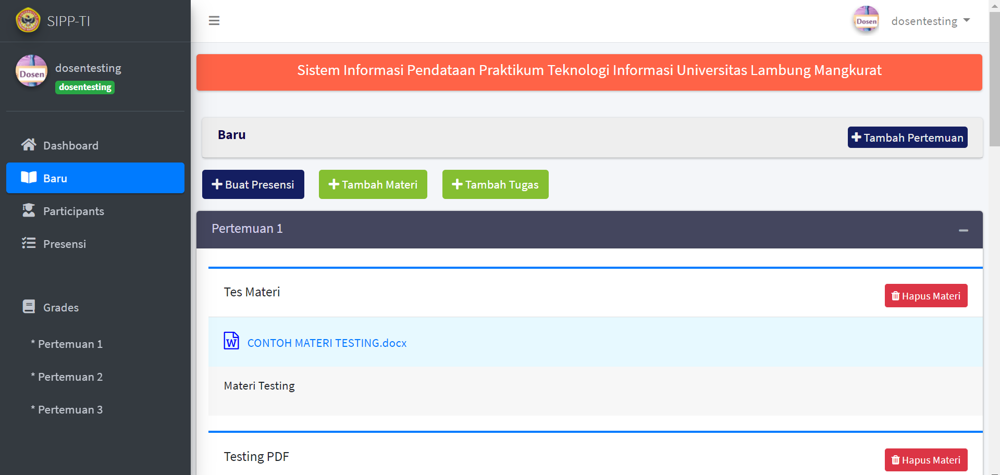 SIPP-TI
Dosen
dosentesting
Dosen
dosentesting
dosentesting
Dashboard
Baru
Participants
Presensi
Grades
* Pertemuan 1
* Pertemuan 2
* Pertemuan 3
Sistem Informasi Pendataan Praktikum Teknologi Informasi Universitas Lambung Mangkurat
Baru
Tambah Pertemuan
Buat Presensi
Tambah Materi
Tambah Tugas
Pertemuan 1
Tes Materi
Hapus Materi
W
CONTOH MATERI TESTING.docx
Materi Testing
Testing PDF
Hapus Materi